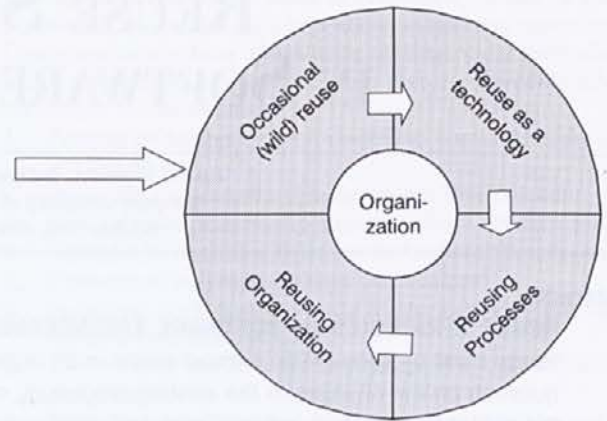 Occasional
(wild) reuse
Reuse as a
technology
Organi-
zation
Reusing
Organization
Reusing
Processes